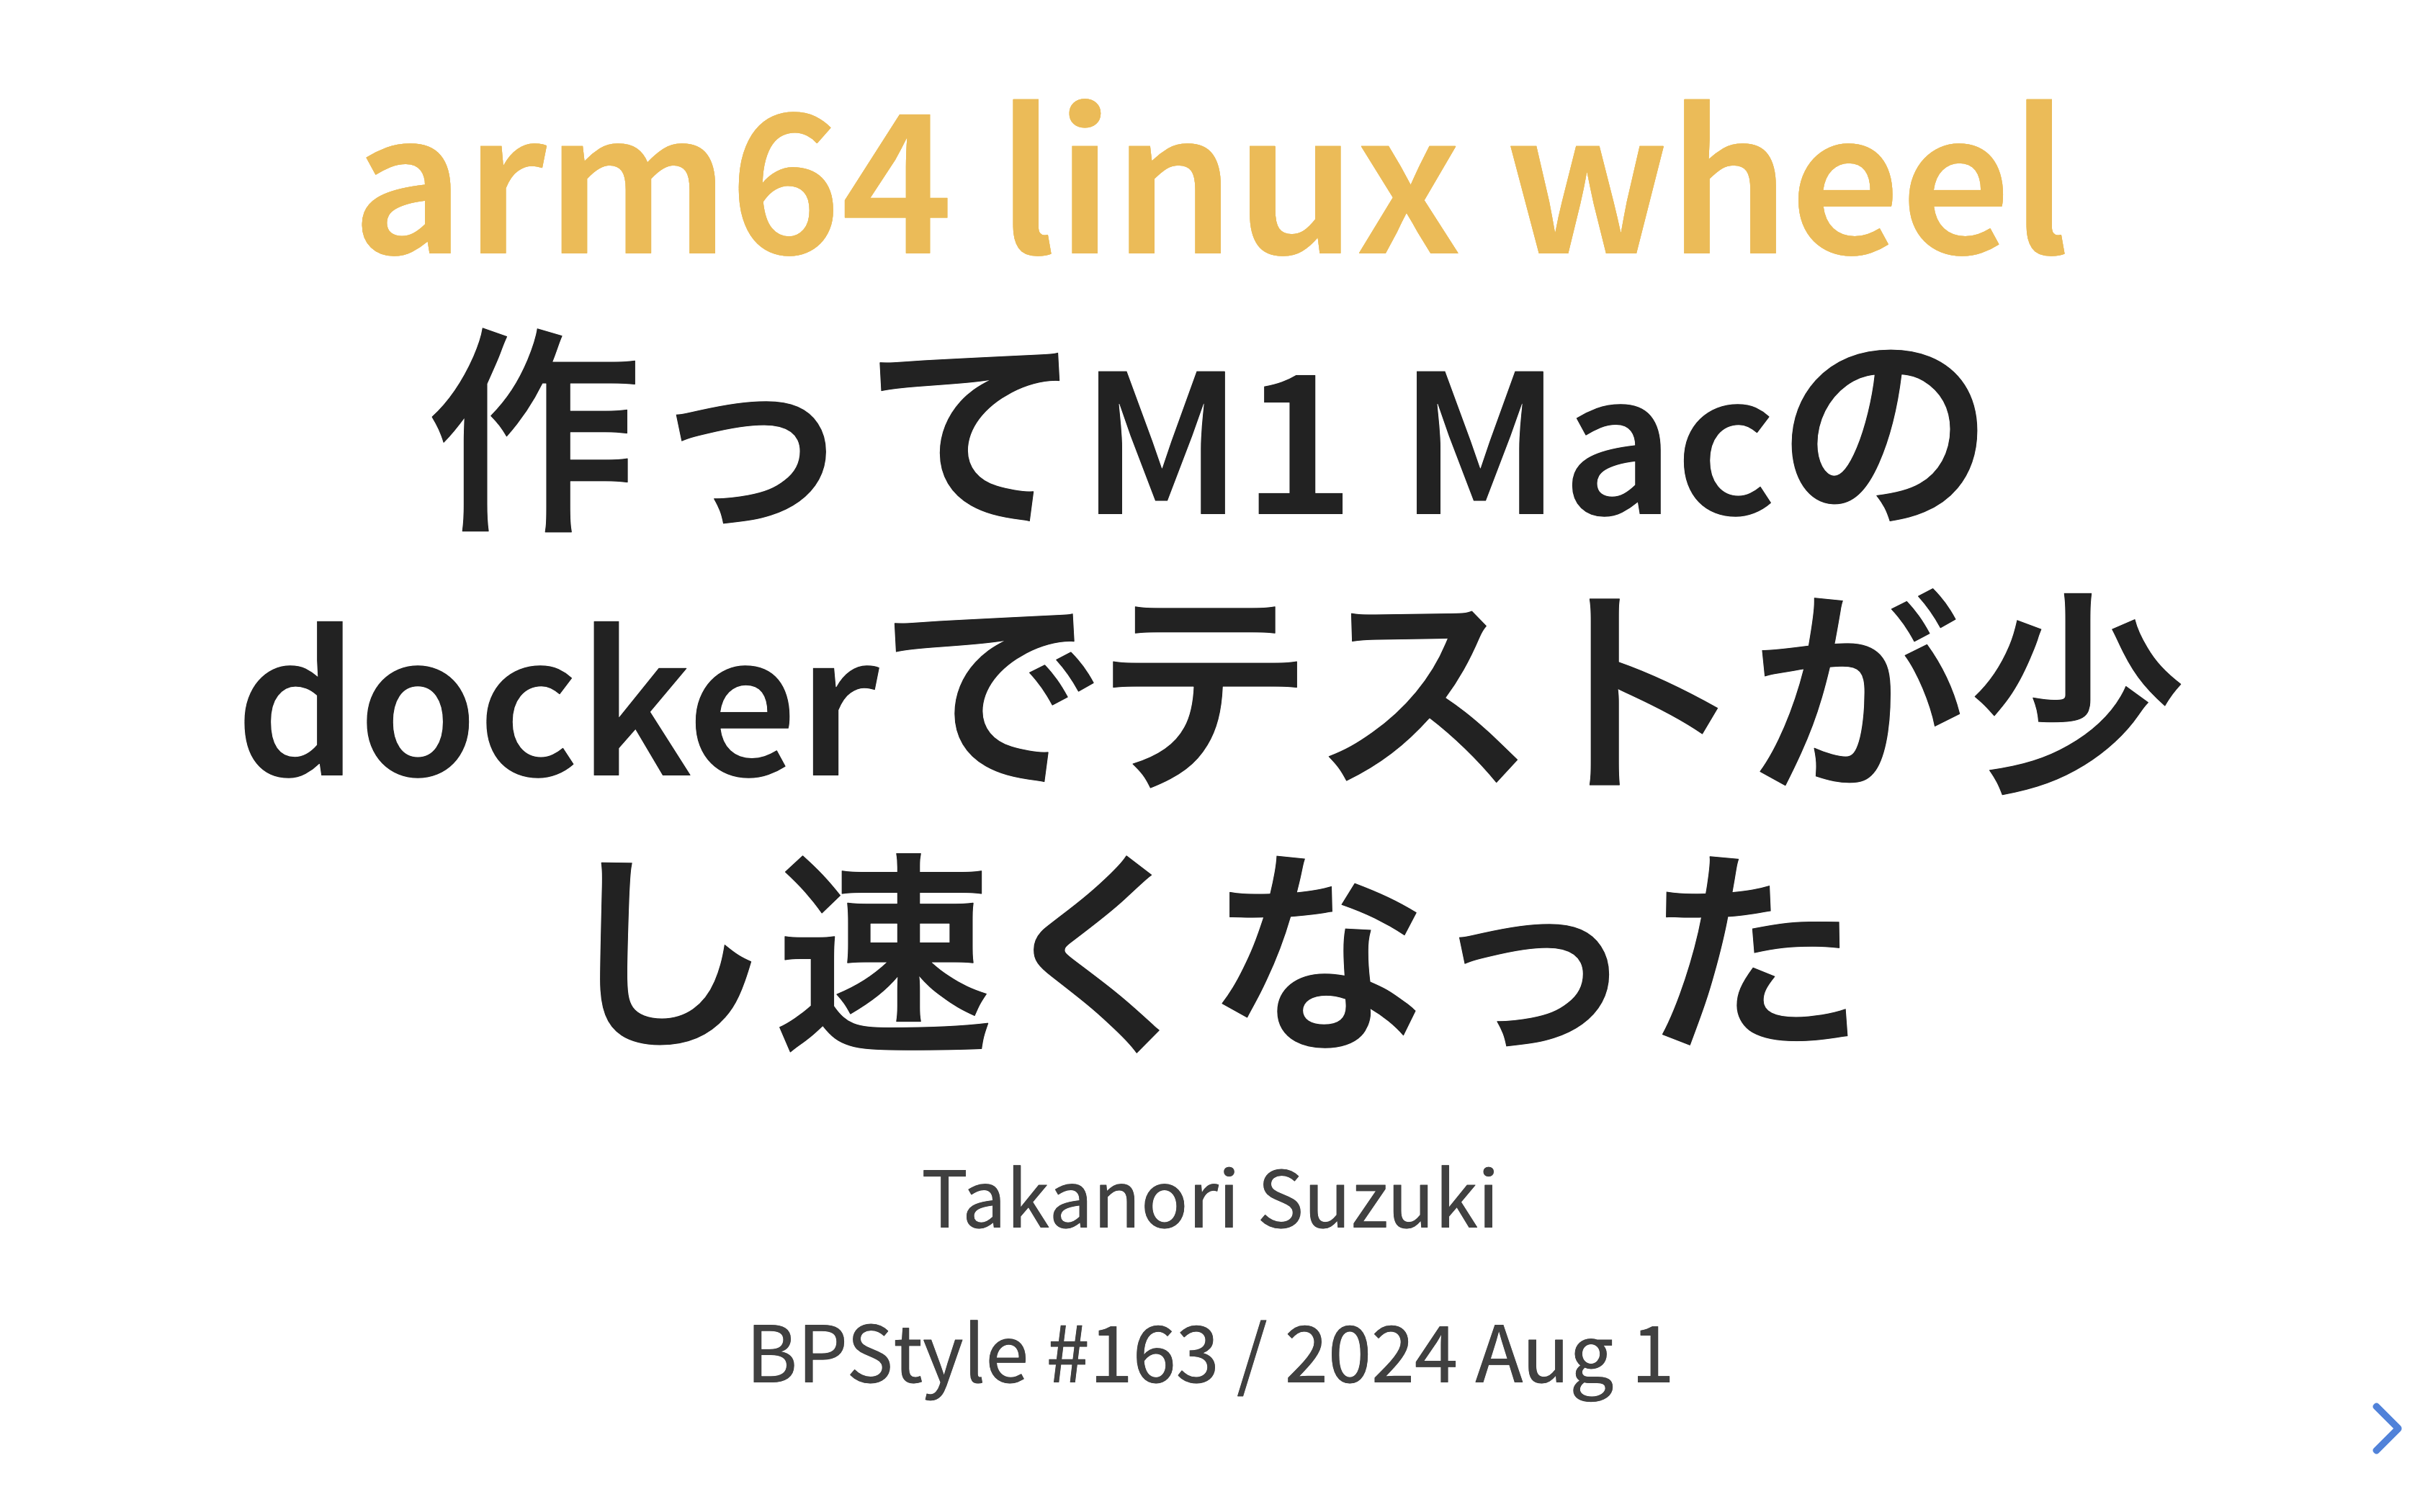 arm64 linux wheel
作ってM1 Macの
dockerでテストが少
し速くなった
Takanori Suzuki
BPStyle #163 / 2024 Aug 1